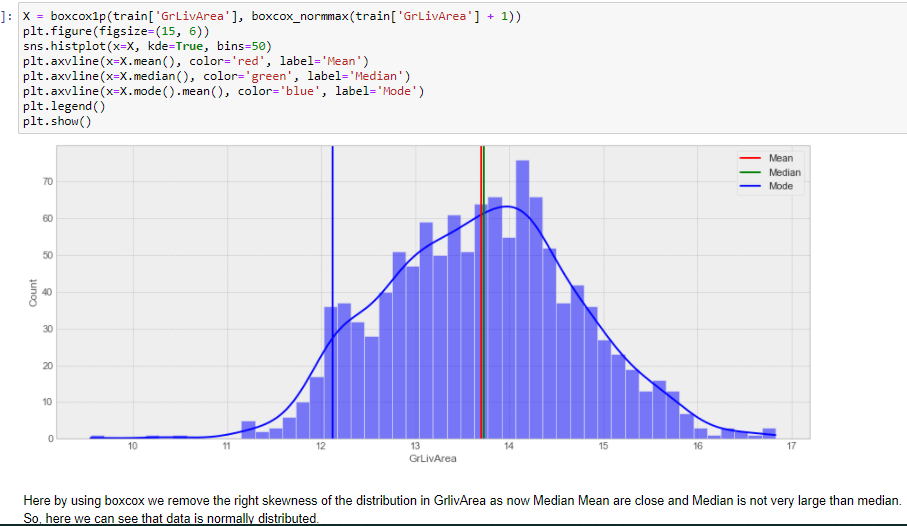 ]: X = boxcox1p(train['GrLivArea'], boxcox_normmax(train['GrLivArea'] + 1))
plt.figure(figsize=(15, 6))
sns.histplot(x=X, kde=True, bins=50)
plt.axvline(x=X.mean(), color='red', label='Mean')
plt.axvline(x=X.median(), color='green', label='Median')
plt.axvline(x=X.mode().mean(), color='blue', label='Mode')
plt.legend()
plt.show()
Mean
Median
Mode
70
60
50
40
30
20
10
0
Count
10 11 12 13 14 15 16 17
GrLivArea
Here by using boxcox we remove the right skewness of the distribution in GrlivArea as now Median Mean are close and Median is not very large than median.
So, here we can see that data is normally distributed.